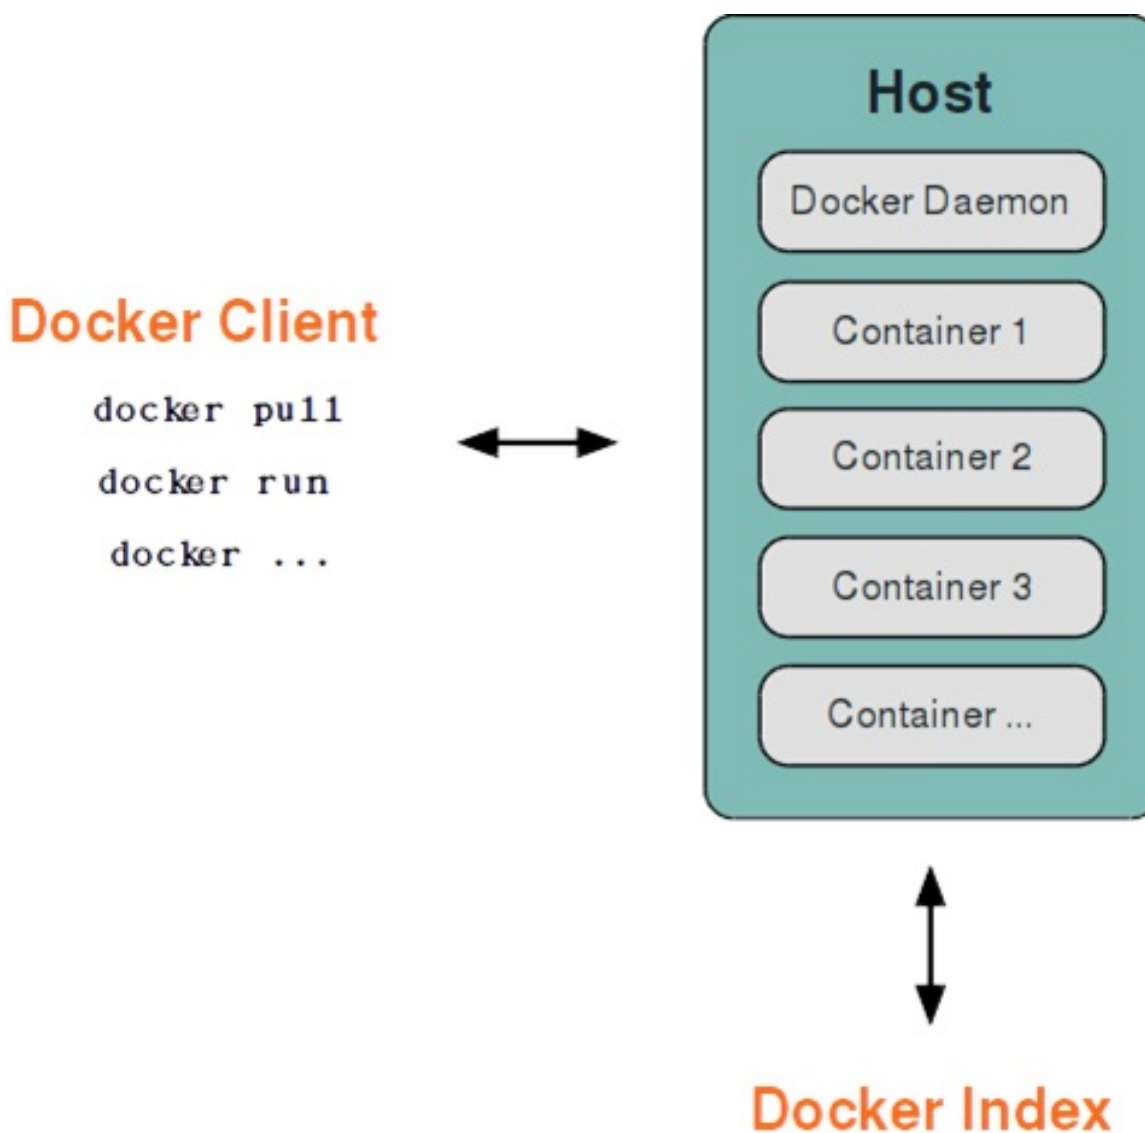 Host
Docker Daemon
Container 1
Container 2
Container 3
Container ...
Docker Client
docker pull
docker run
docker ...
Docker Index